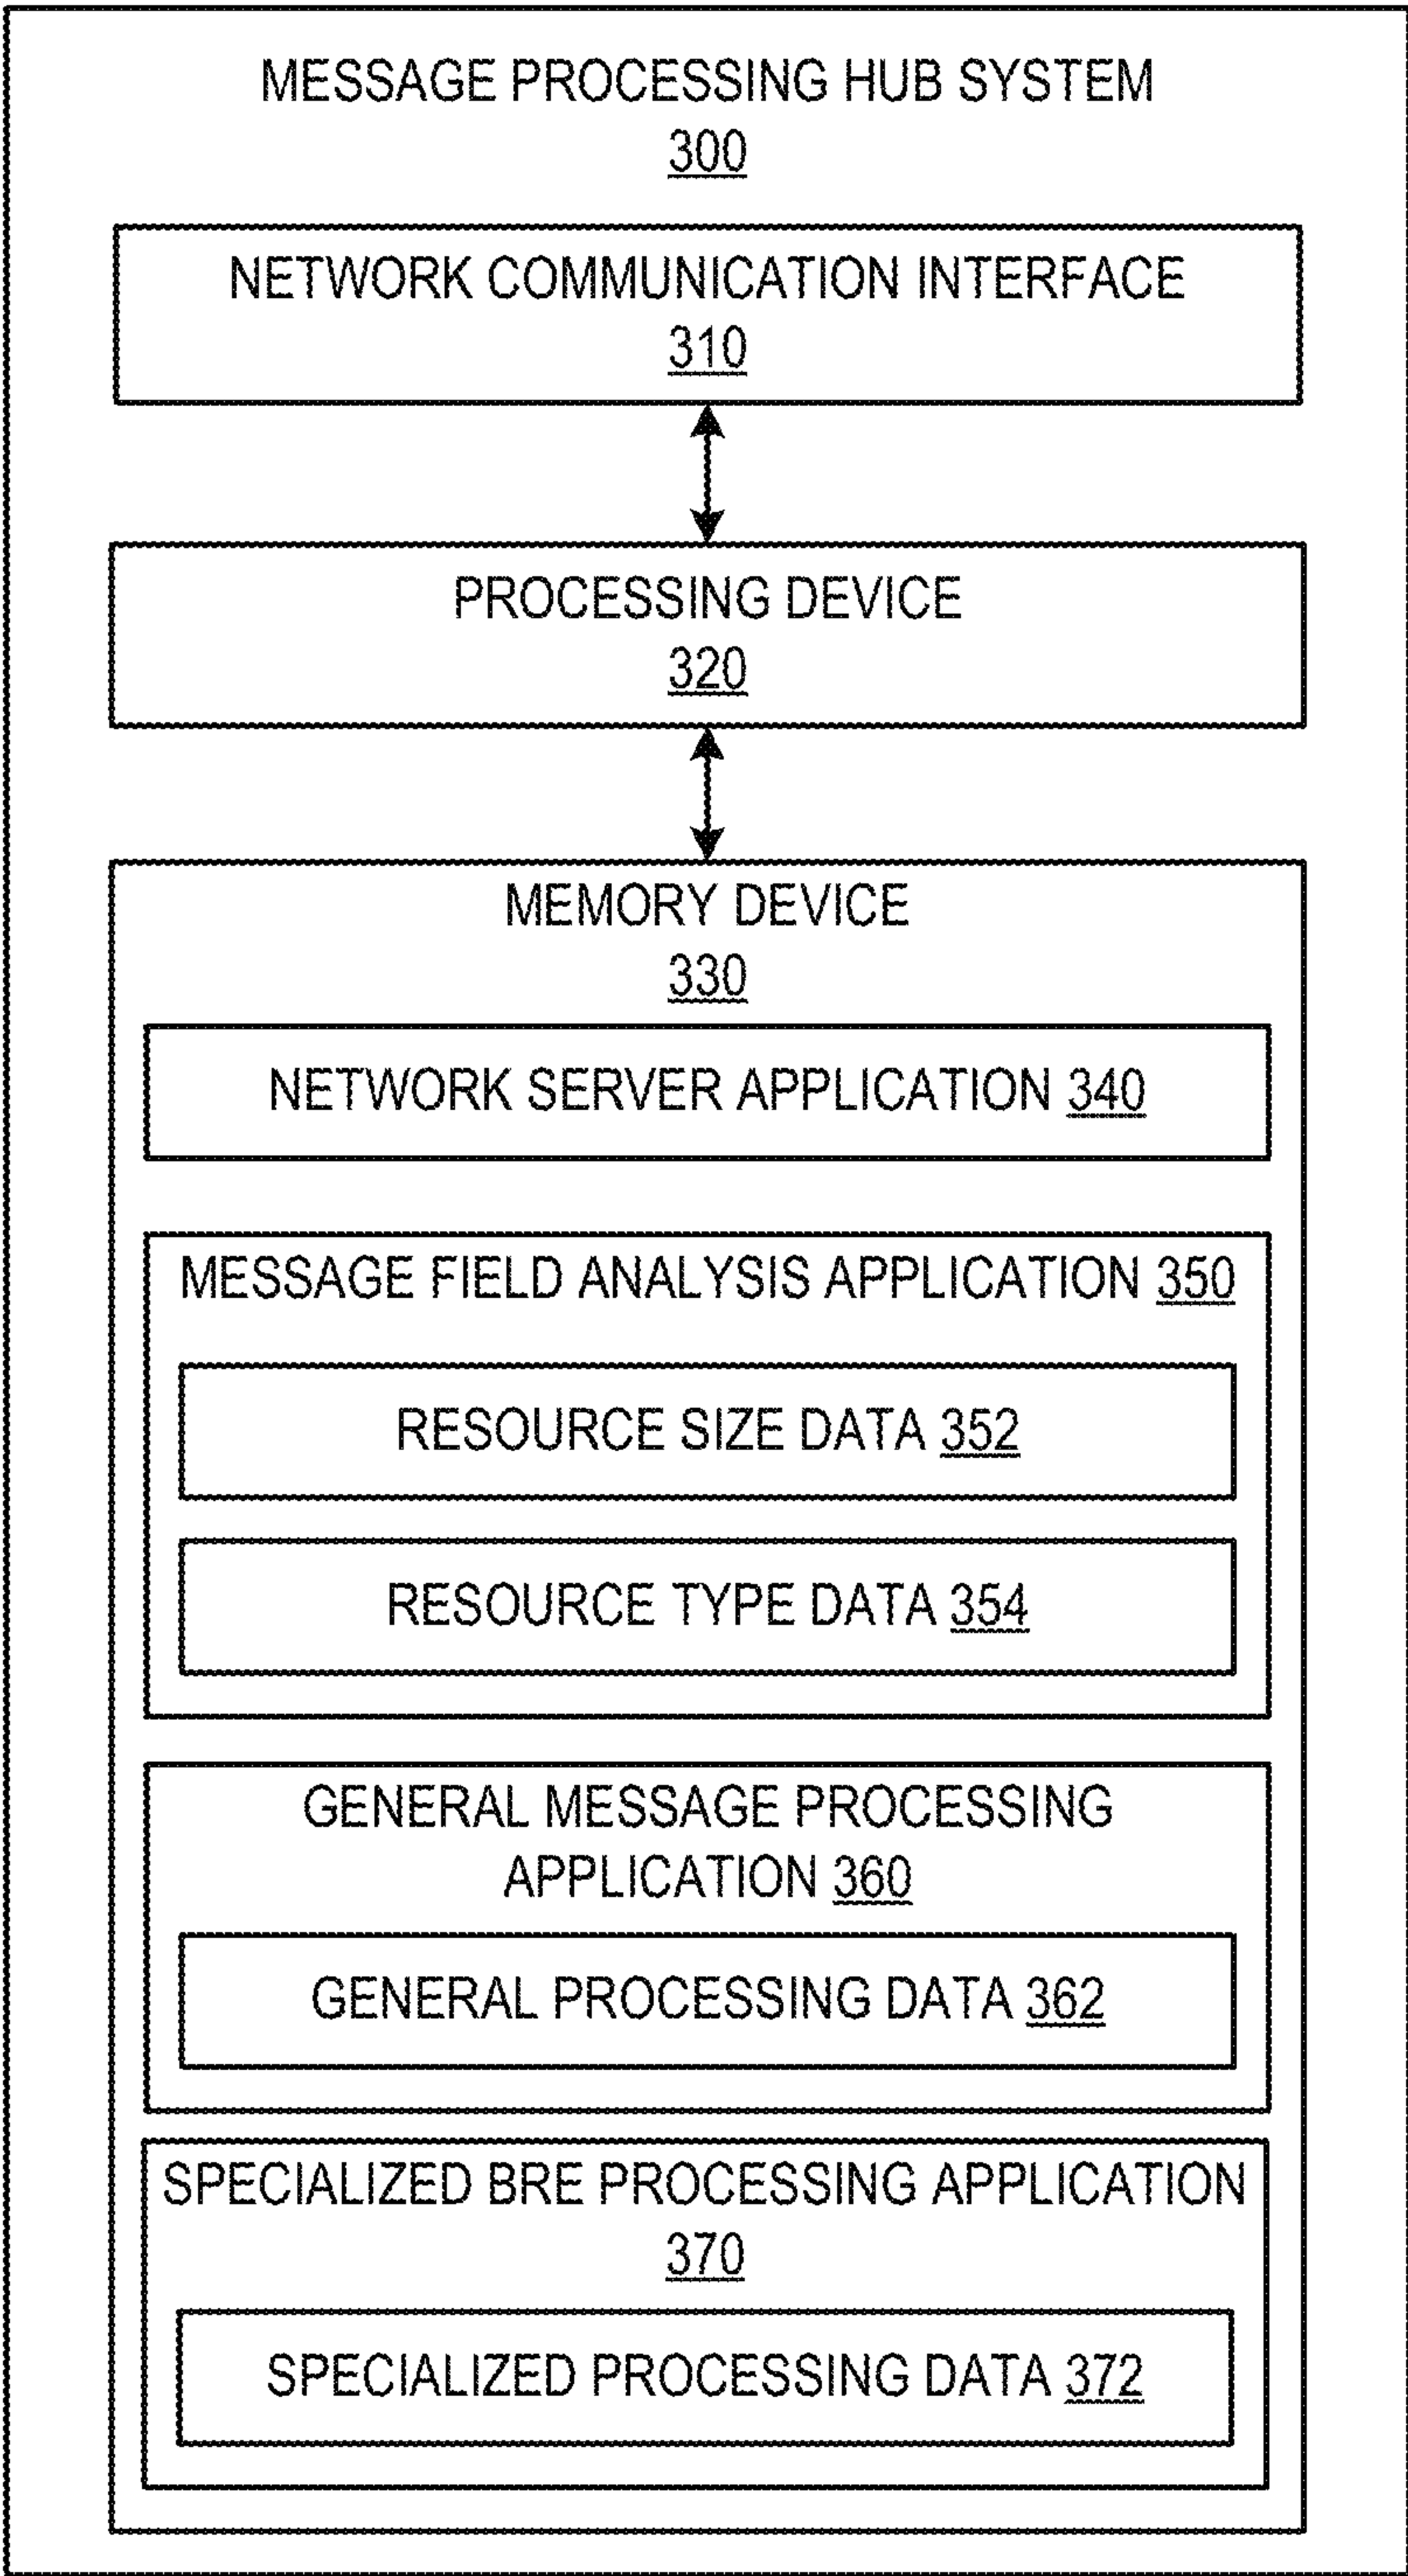 MESSAGE PROCESSING HUB SYSTEM
300
NETWORK COMMUNICATION INTERFACE
310
PROCESSING DEVICE
320
MEMORY DEVICE
330
NETWORK SERVER APPLICATION 340
MESSAGE FIELD ANALYSIS APPLICATION 350
RESOURCE SIZE DATA 352
RESOURCE TYPE DATA 354
GENERAL MESSAGE PROCESSING
APPLICATION 360
GENERAL PROCESSING DATA 362
SPECIALIZED BRE PROCESSING APPLICATION
370
SPECIALIZED PROCESSING DATA 372